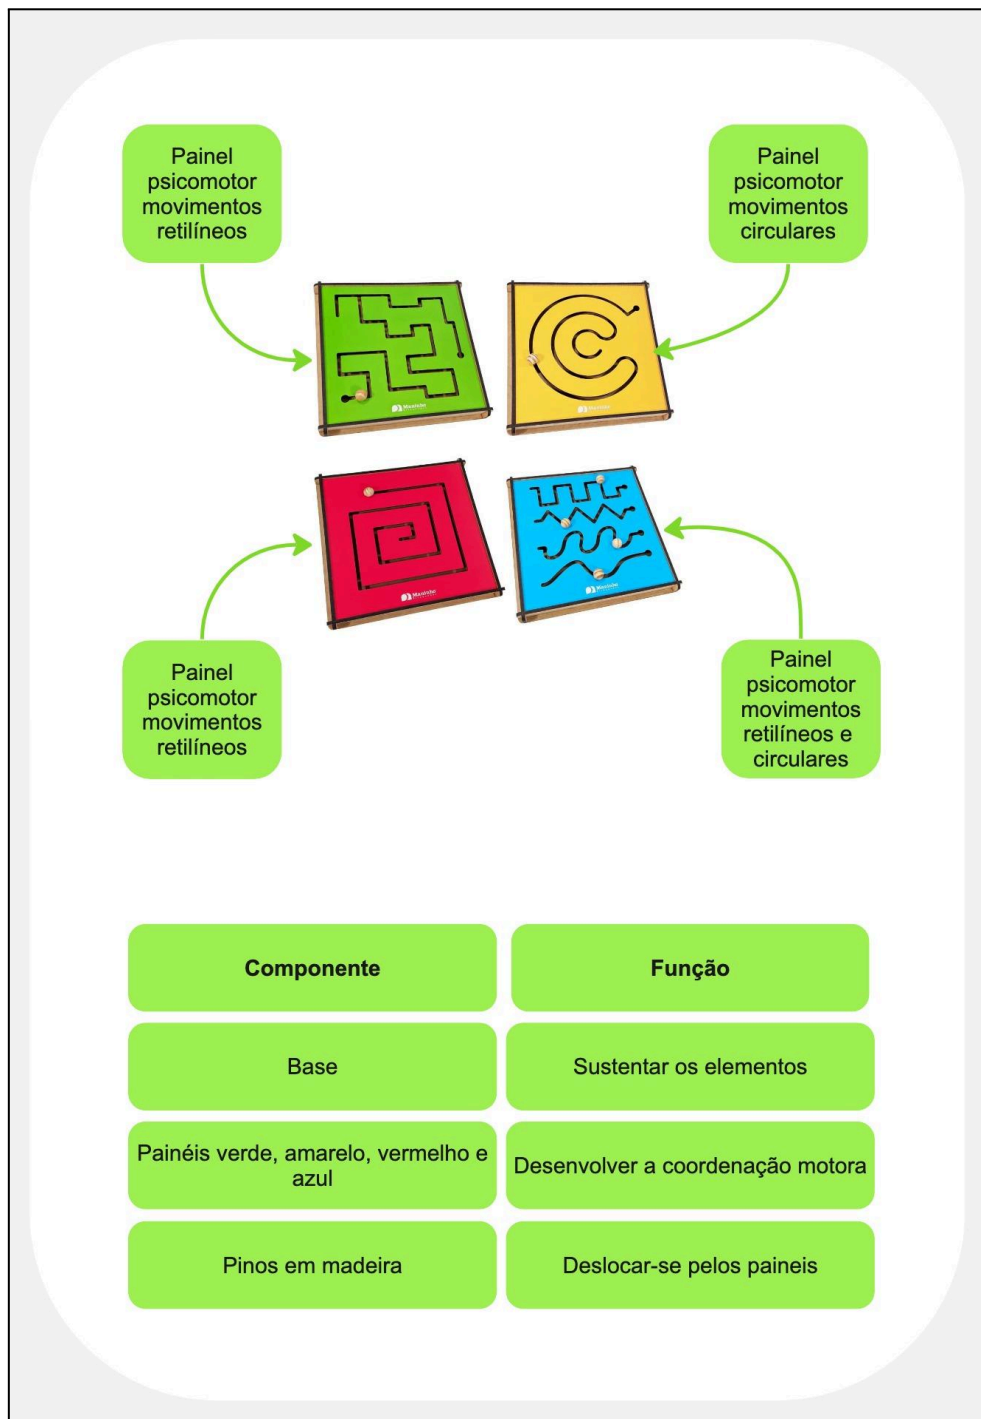 Painel
psicomotor
movimentos
retilíneos
Painel
psicomotor
movimentos
circulares
Painel
psicomotor
movimentos
retilíneos
Painel
psicomotor
movimentos
retilíneos e
circulares
Componente
Função
Base
Sustentar os elementos
Painéis verde, amarelo, vermelho e
azul
Desenvolver a coordenação motora
Pinos em madeira
Deslocar-se pelos paineis